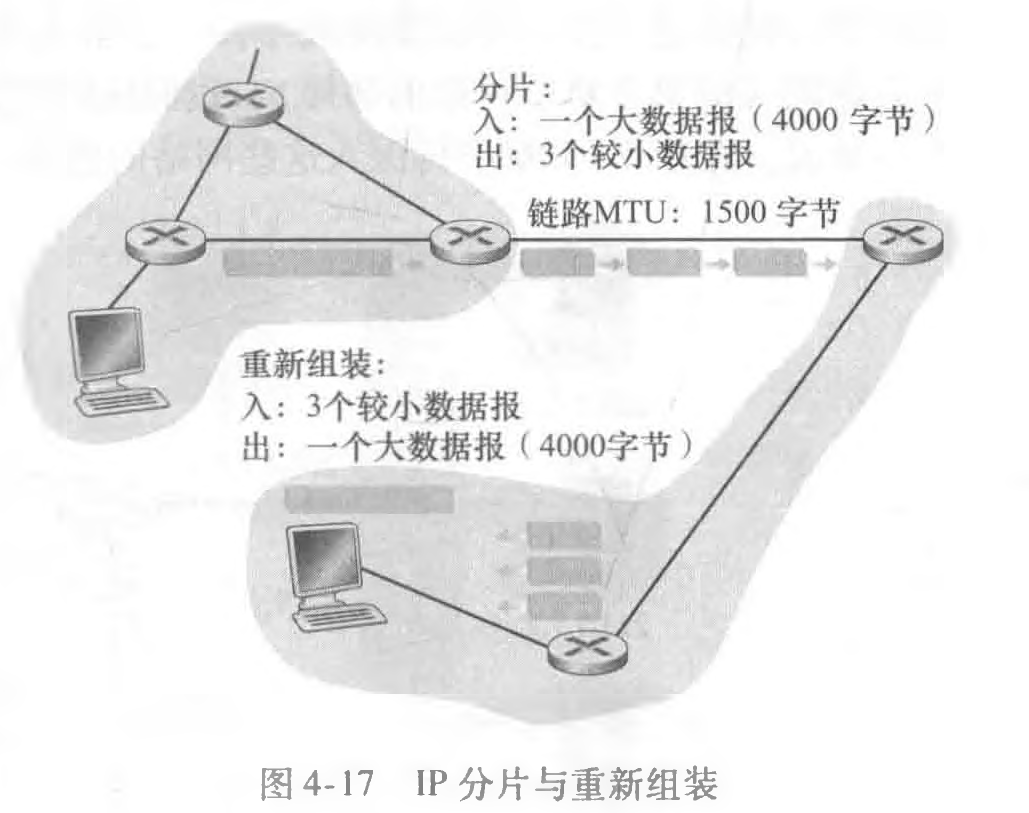 分片：
入：一个大数据报（4000 字节）
出：3个较小数据报
链路MTU：1500 字节
重新组装：
入：3个较小数据报
出：一个大数据报（4000字节）
图 4-17 IP 分片与重新组装